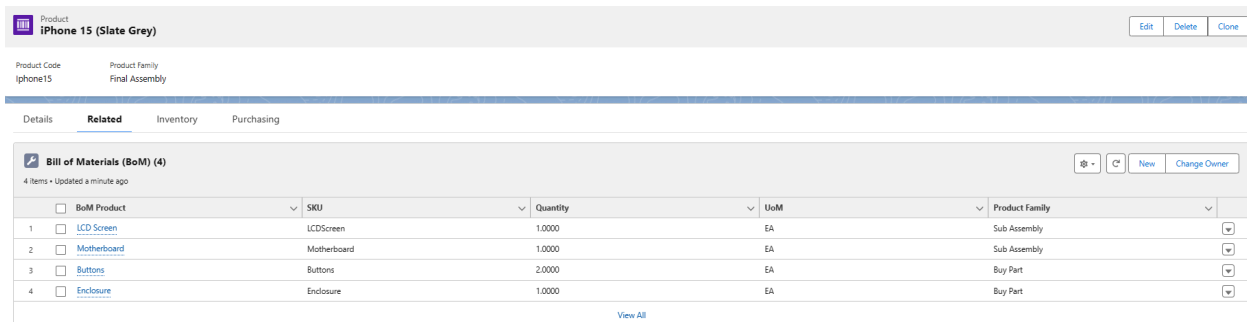 Product
iPhone 15 (Slate Grey)
Edit Delete Clone
Product Code Product Family
Iphone15 Final Assembly
Details Related Inventory Purchasing
Bill of Materials (BoM) (4)
New Change Owner
4 items • Updated a minute ago
BoM Product SKU Quantity UoM Product Family
1 LCD Screen LCDScreen 1.0000 EA Sub Assembly
2 Motherboard Motherboard 1.0000 EA Sub Assembly
3 Buttons Buttons 2.0000 EA Buy Part
4 Enclosure Enclosure 1.0000 EA Buy Part
View All